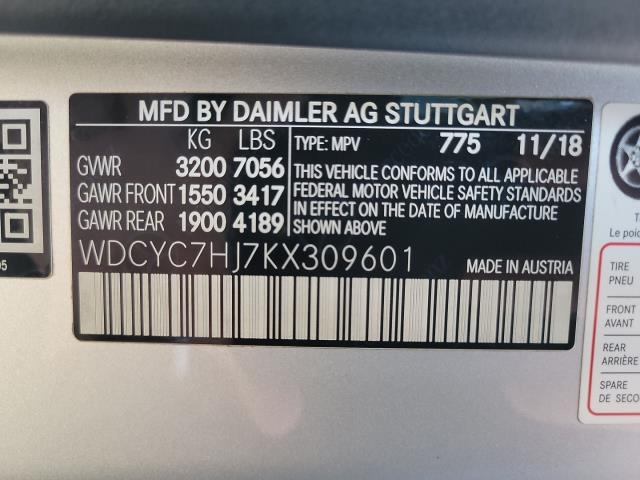 MFD BY DAIMLER AG STUTTGART
KG LBS TYPE: MPV 775 11/18
GWWR 3200 7056
GAWR FRONT 1550 3417
GAWR REAR 1900 4189
THIS VEHICLE CONFORMS TO ALL APPLICABLE
FEDERAL MOTOR VEHICLE SAFETY STANDARDS
IN EFFECT ON THE DATE OF MANUFACTURE
SHOWN ABOVE
WDCYC7HJ7KX309601 MADE IN AUSTRIA
Le poid
TIRE
PNEU
FRONT
AVANT
REAR
ARRIÈRE
SPARE
DE SECO